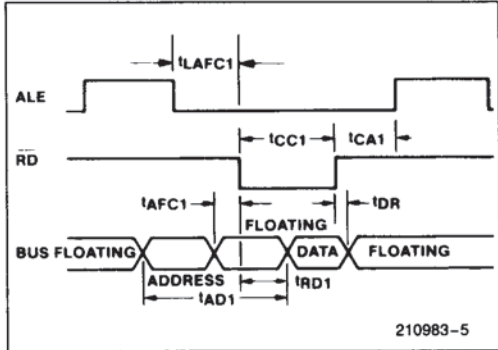 tLAFC1
ALE
tCC1 tCA1
RD
tAFC1 tDR
FLOATING
BUS FLOATING DATA FLOATING
ADDRESS tRD1
tAD1
210983-5